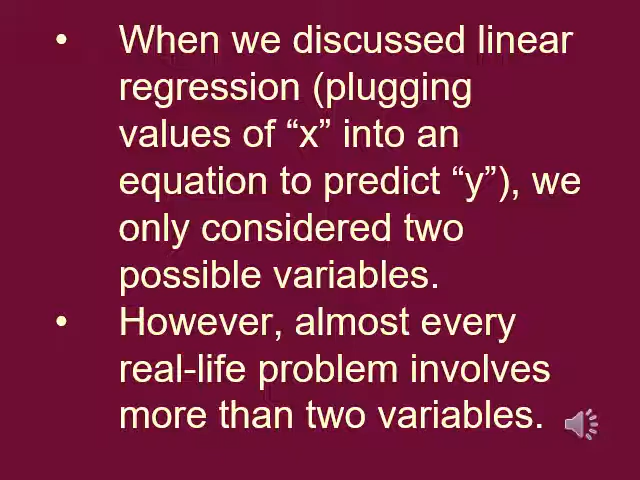 • When we discussed linear
regression (plugging
values of “x” into an
equation to predict “y”), we
only considered two
possible variables.
• However, almost every
real-life problem involves
more than two variables.